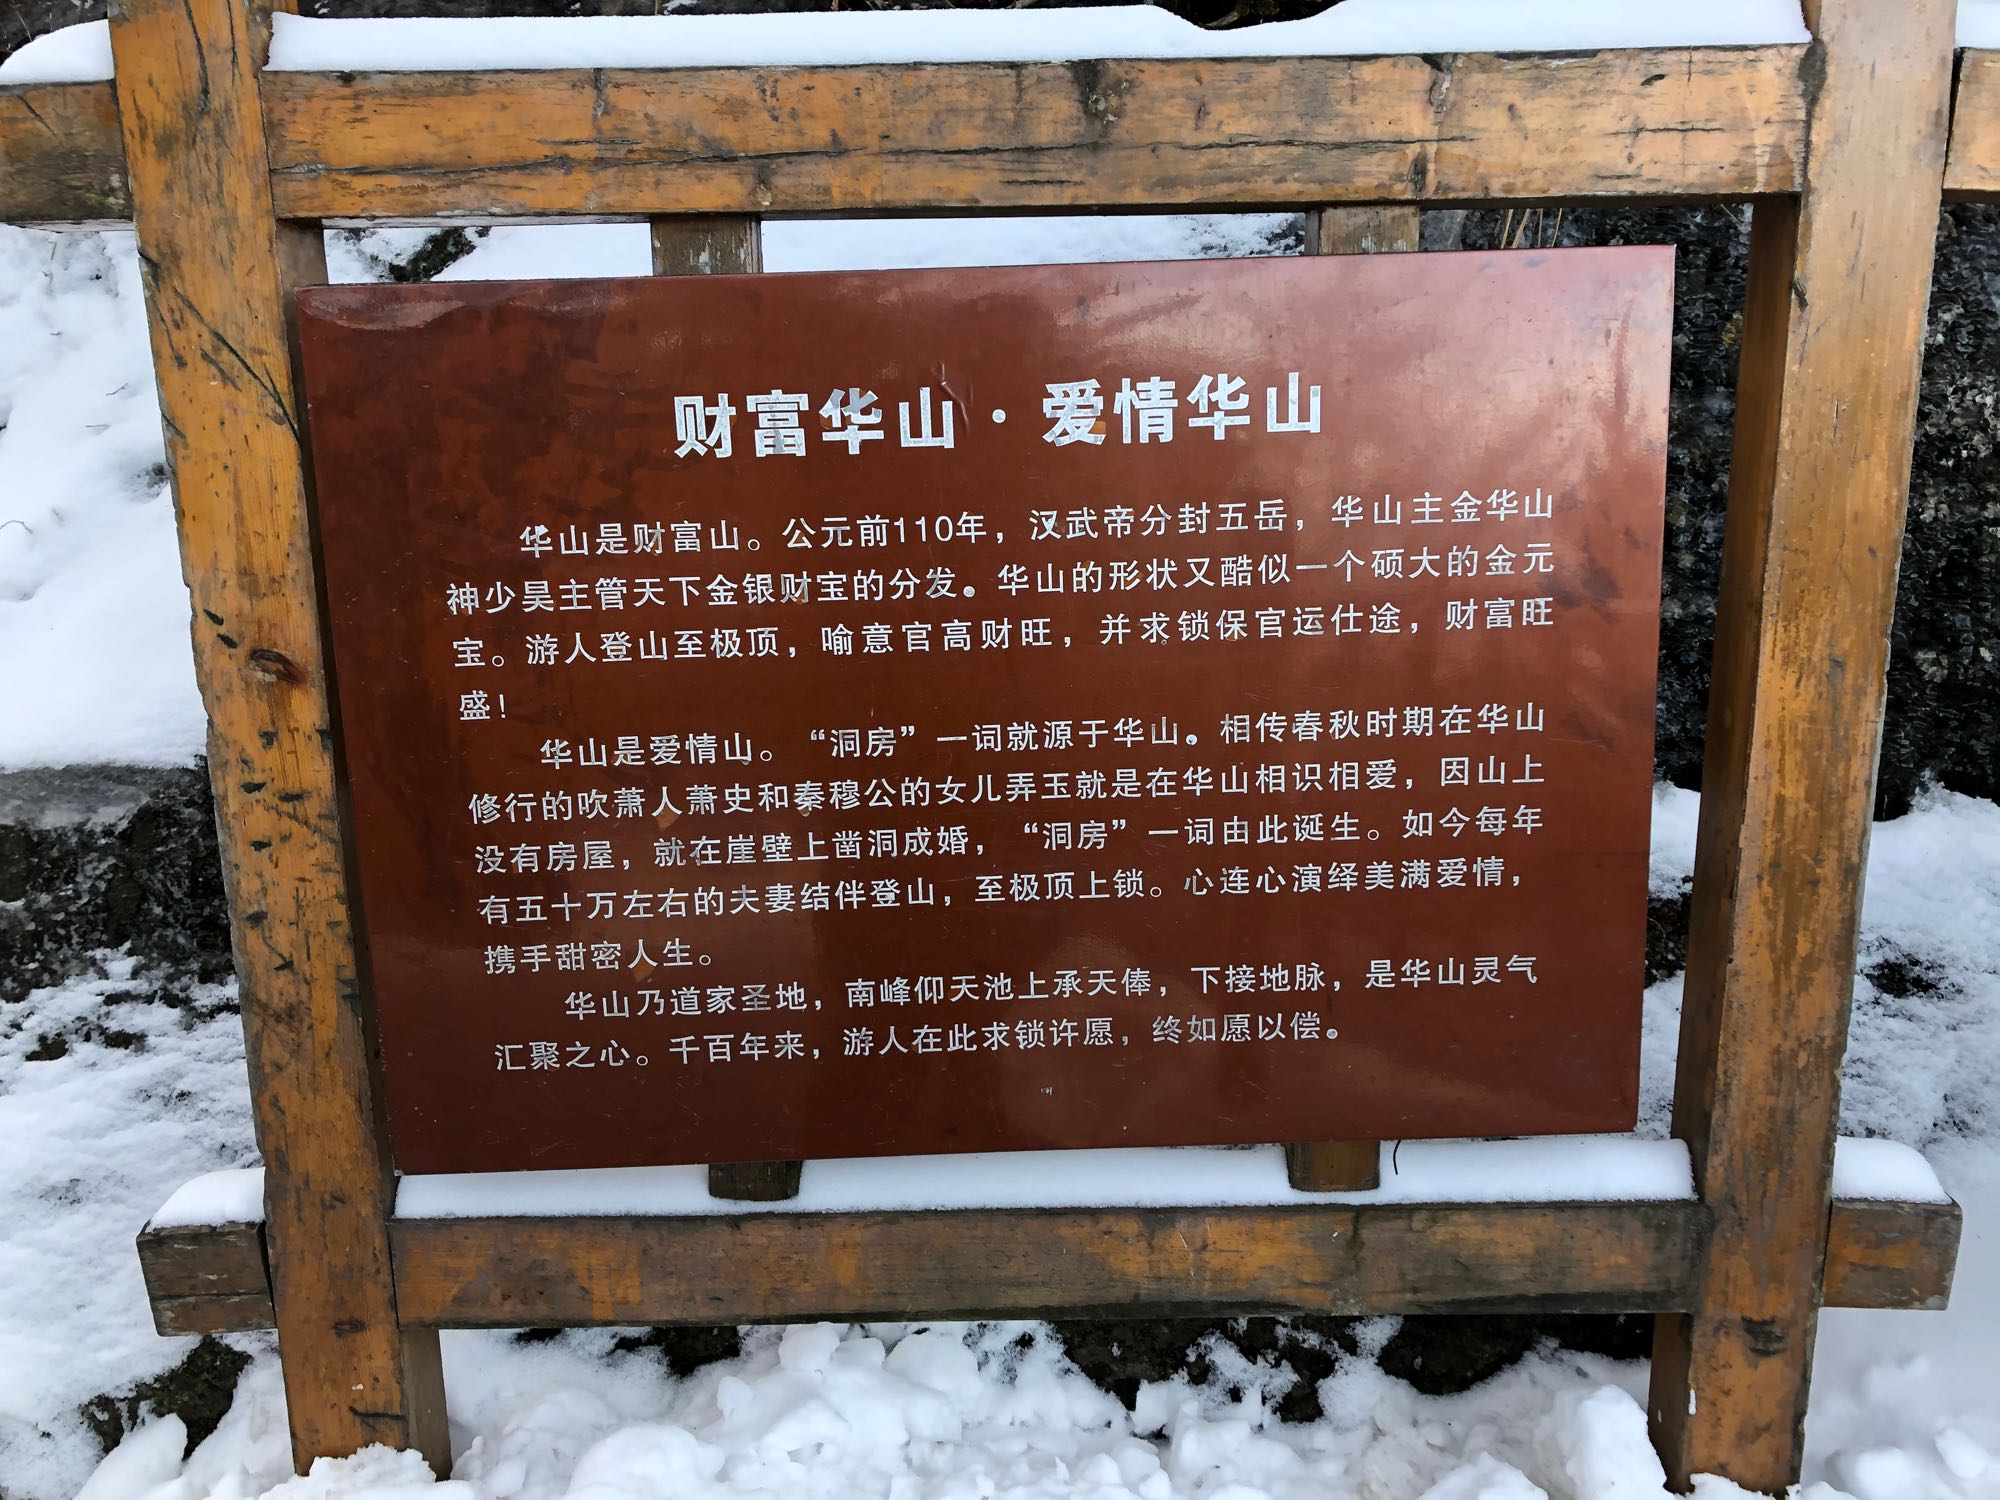 财富华山·爱情华山
华山是财富山。公元前110年，汉武帝分封五岳，华山主金华山
神少昊主管天下金银财宝的分发。华山的形状又酷似一个硕大的金元
宝。游人登山至极顶，喻意官高财旺，并求锁保官运仕途，财富旺
盛！
华山是爱情山。“洞房”一词就源于华山。相传春秋时期在华山
修行的吹萧人萧史和秦穆公的女儿弄玉就是在华山相识相爱，因山上
没有房屋，就在崖壁上凿洞成婚，“洞房”一词由此诞生。如今每年
有五十万左右的夫妻结伴登山，至极顶上锁。心连心演绎美满爱情，
携手甜密人生。
华山乃道家圣地，南峰仰天池上承天俸，下接地脉，是华山灵气
汇聚之心。千百年来，游人在此求锁许愿，终如愿以偿。